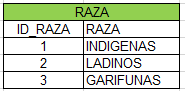 RAZA
ID_RAZA RAZA
1 INDIGENAS
2 LADINOS
3 GARIFUNAS